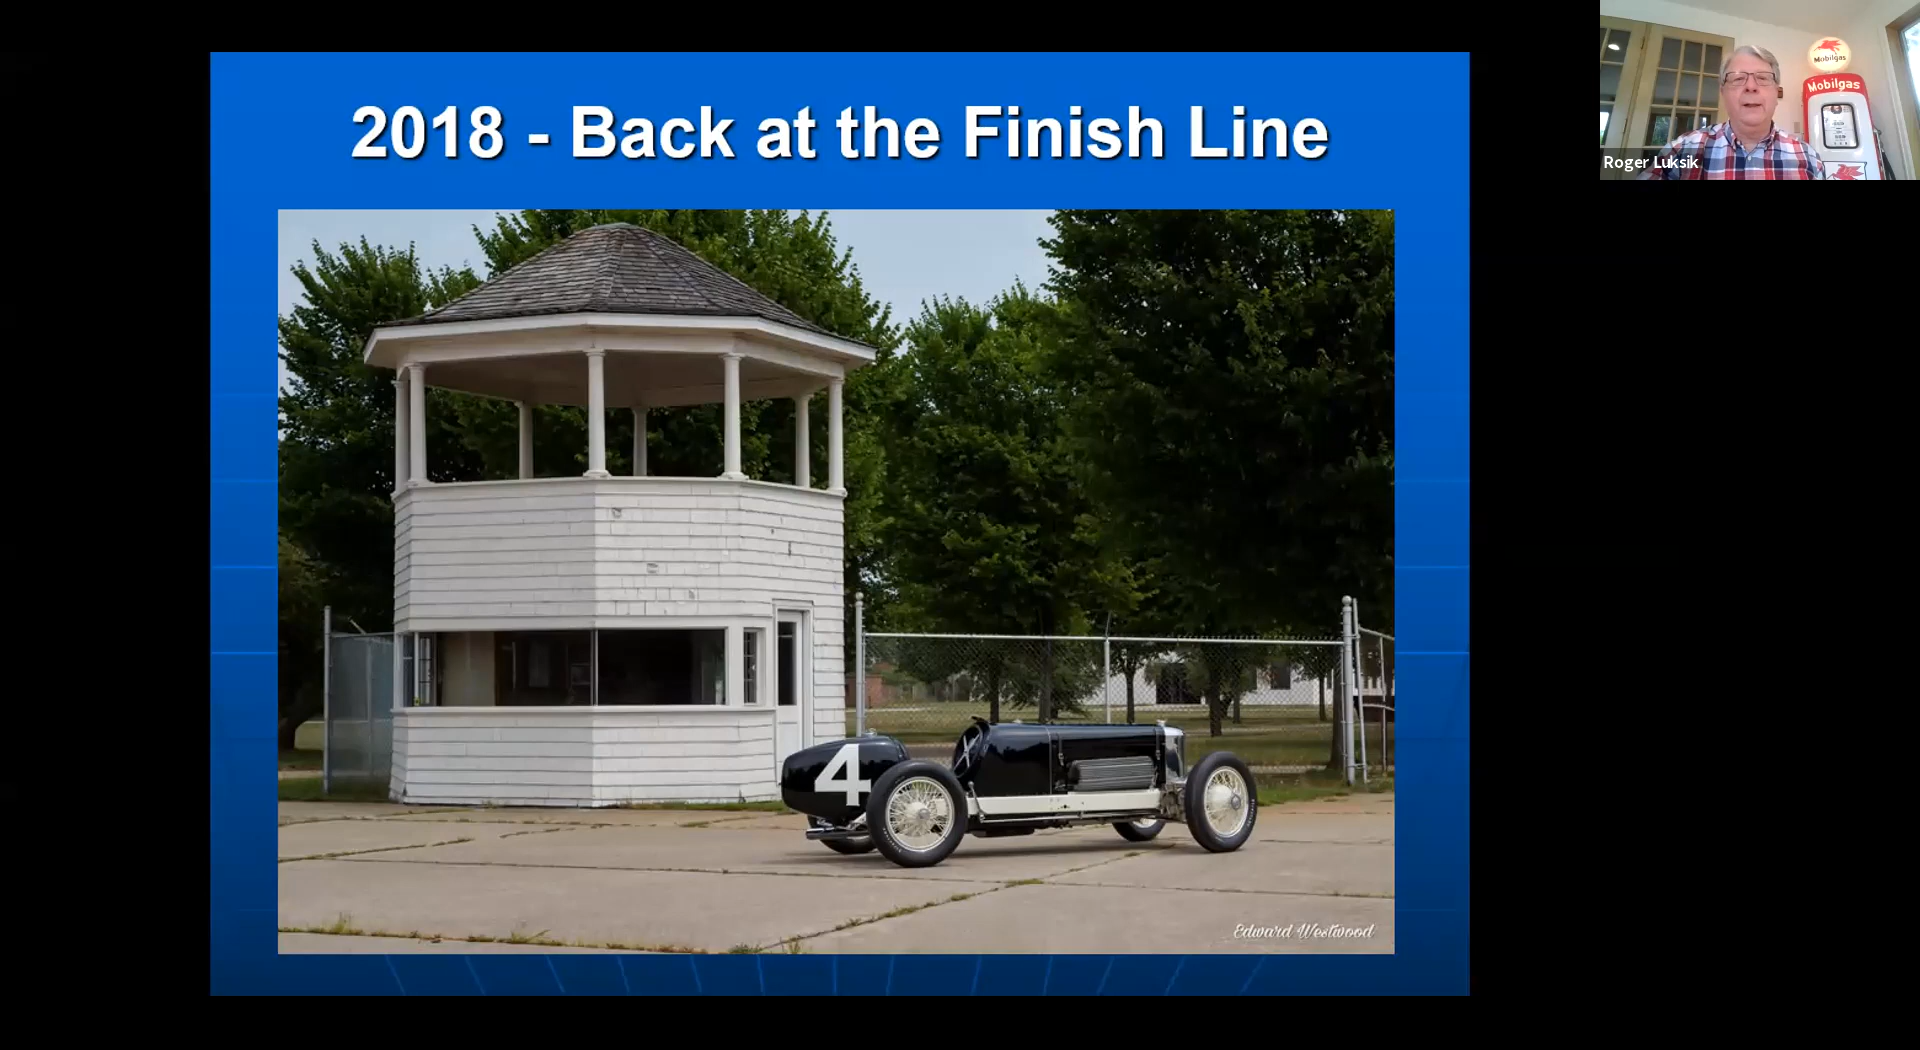 2018 - Back at the Finish Line
4
Edward Westwood
Mobilgas
Mobilgas
Roger Luksik